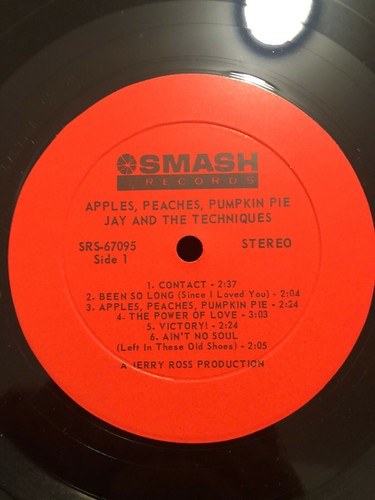 SMASH
RECORDS
APPLES, PEACHES, PUMPKIN PIE
JAY AND THE TECHNIQUES
SRS-67095 STEREO
Side 1
1. CONTACT - 2:37
2. BEEN SO LONG (Since I Loved You) - 2:04
3. APPLES, PEACHES, PUMPKIN PIE - 2:24
4. THE POWER OF LOVE - 3:03
5. VICTORY! - 2:24
6. AIN'T NO SOUL
(Left In These Old Shoes) - 2:05
A JERRY ROSS PRODUCTION